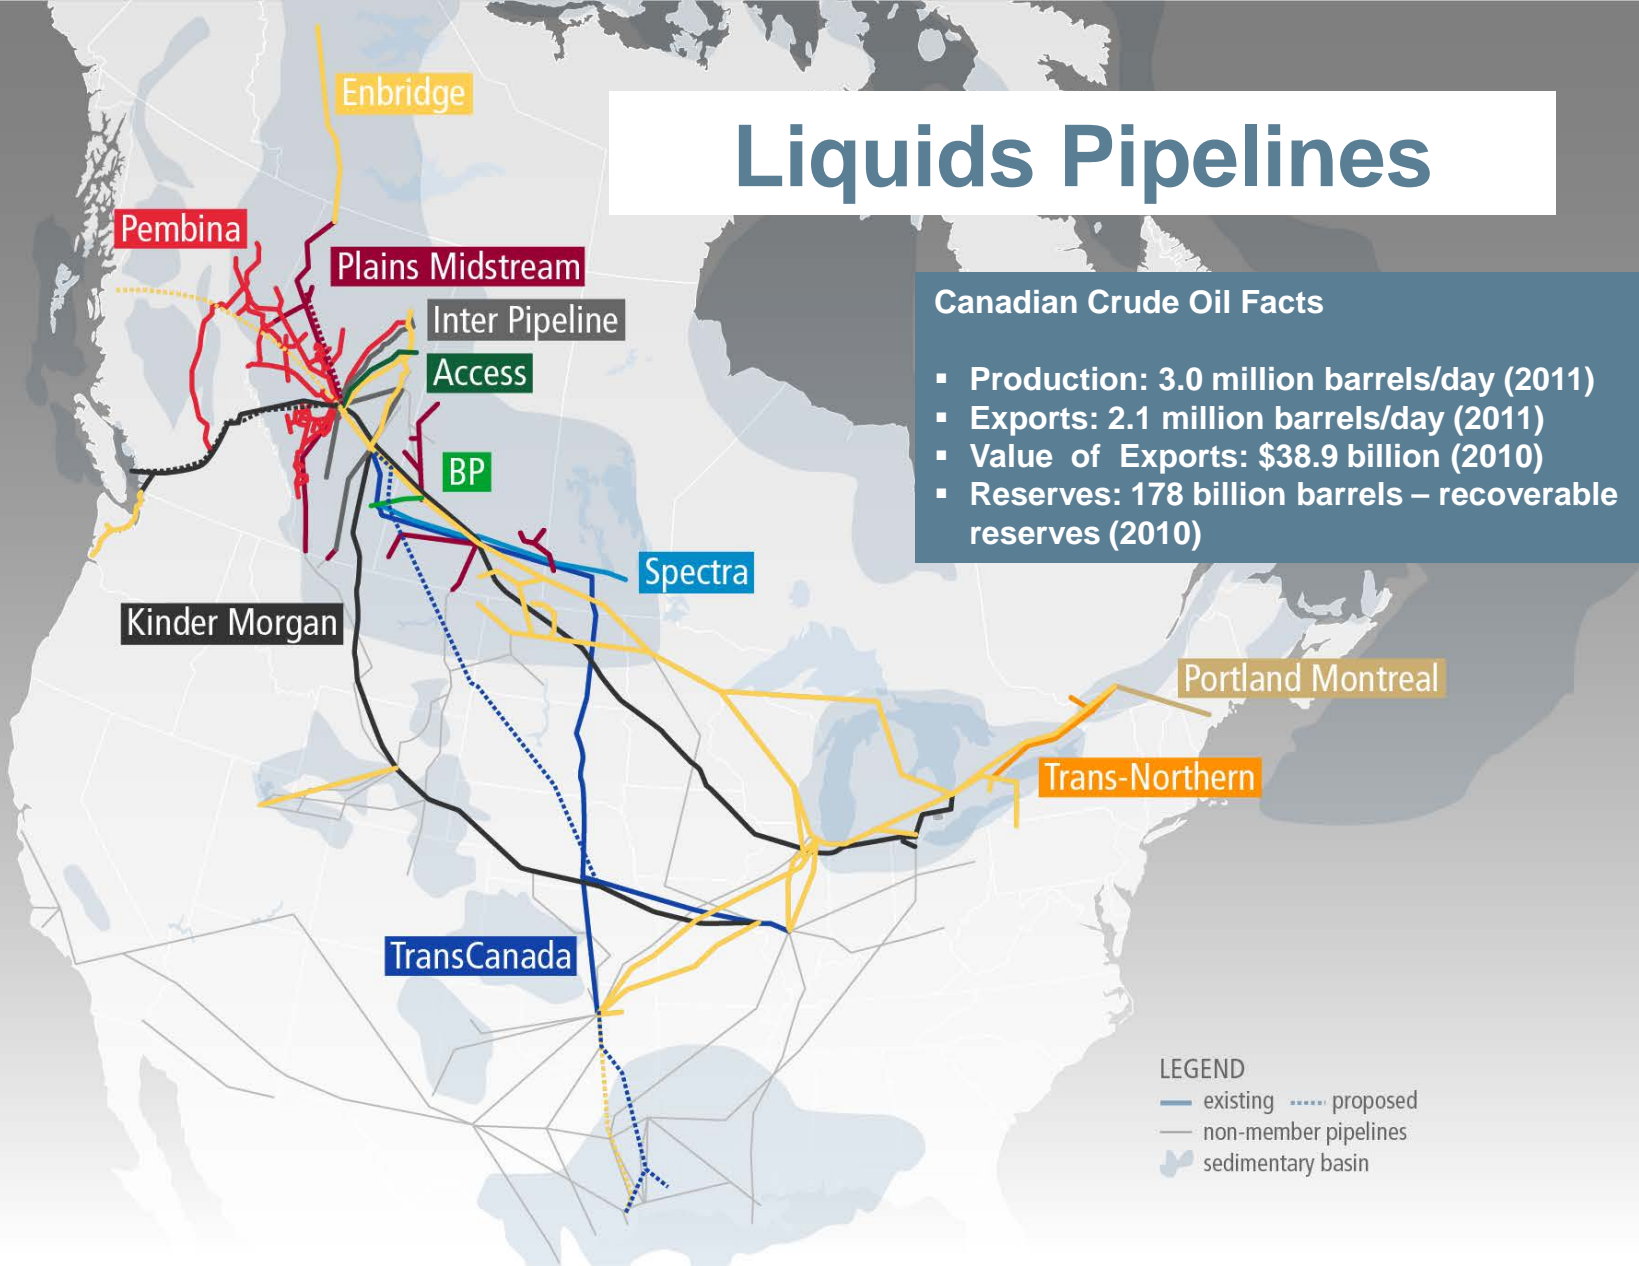 Enbridge
Liquids Pipelines
Pembina
Plains Midstream
Canadian Crude Oil Facts
Inter Pipeline
Access
▪ Production: 3.0 million barrels/day (2011)
▪ Exports: 2.1 million barrels/day (2011)
▪ Value of Exports: $38.9 billion (2010)
▪ Reserves: 178 billion barrels – recoverable
reserves (2010)
BP
Spectra
Kinder Morgan
Portland Montreal
Trans-Northern
TransCanada
LEGEND
existing proposed
non-member pipelines
sedimentary basin